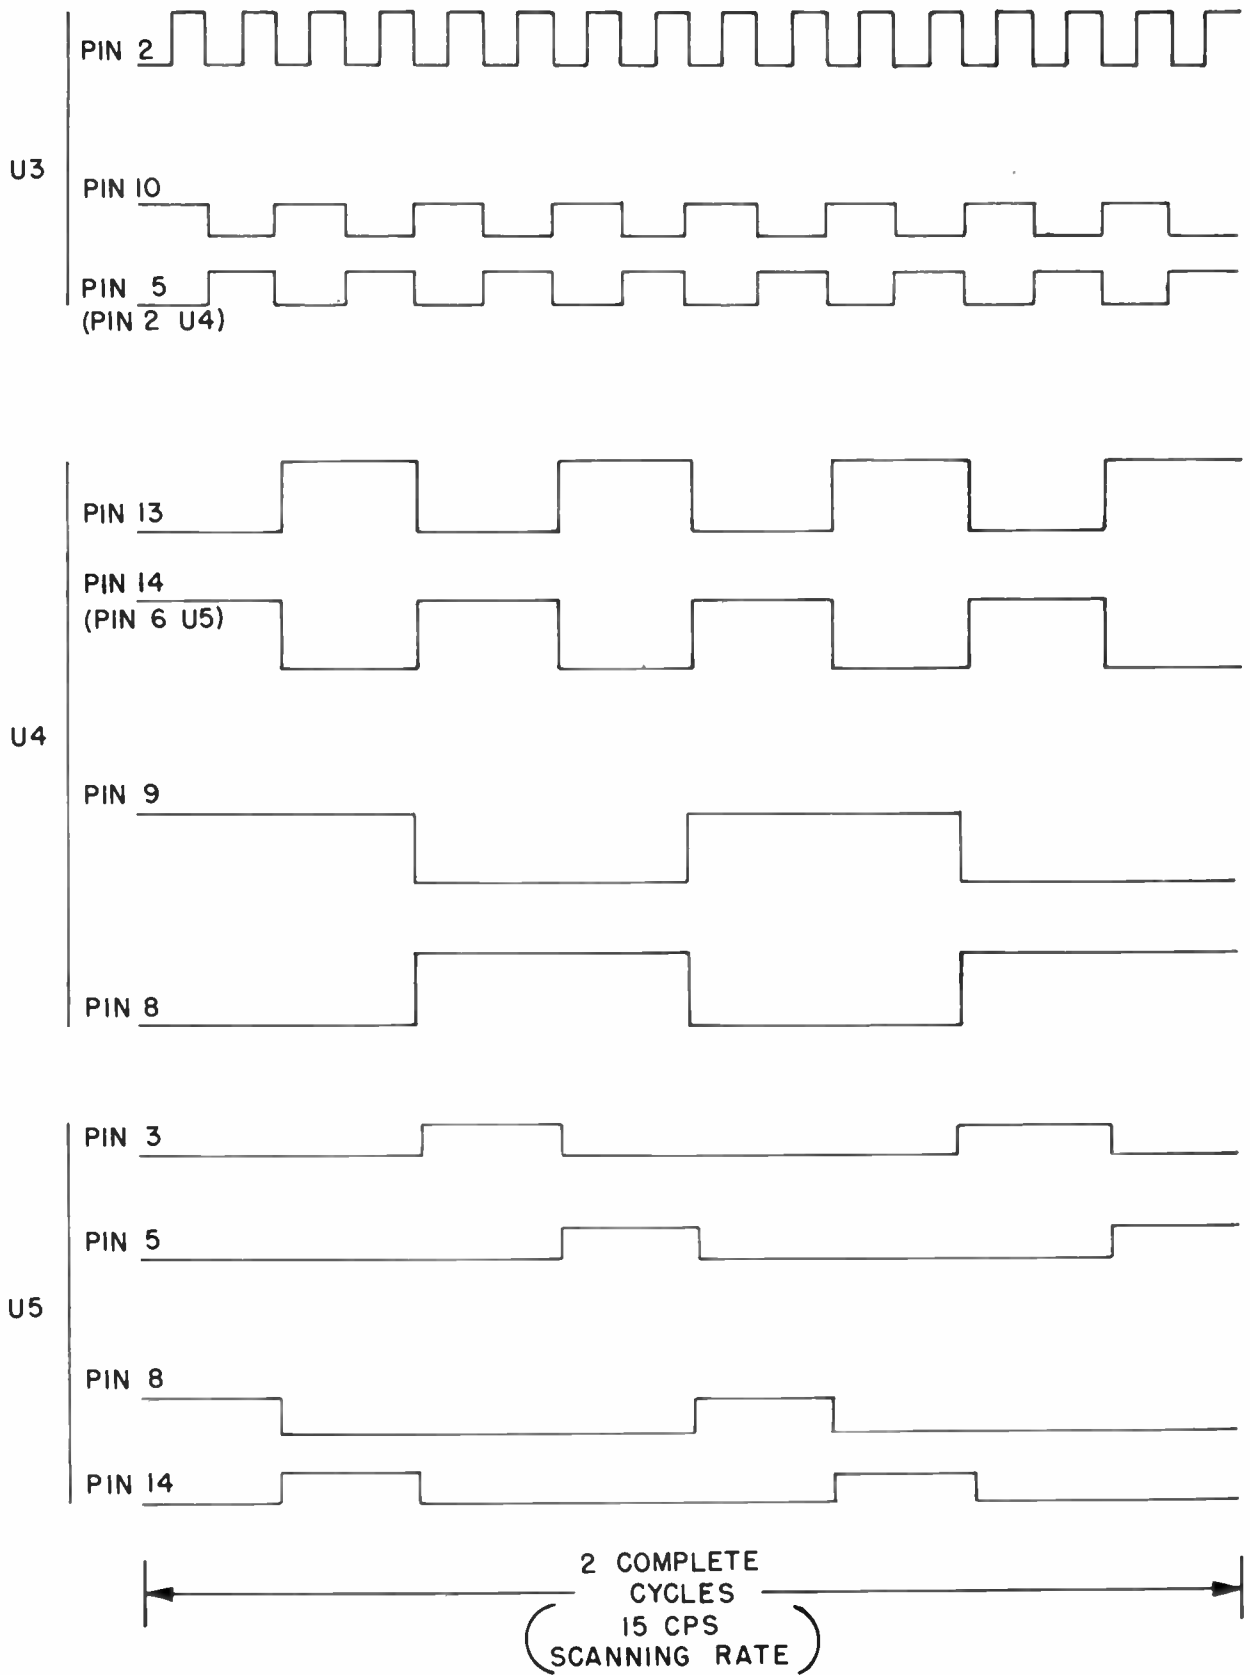 U3
PIN 2
PIN 10
PIN 5
(PIN 2 U4)
U4
PIN 13
PIN 14
(PIN 6 U5)
PIN 9
PIN 8
U5
PIN 3
PIN 5
PIN 8
PIN 14
2 COMPLETE
CYCLES
(15 CPS
SCANNING RATE)